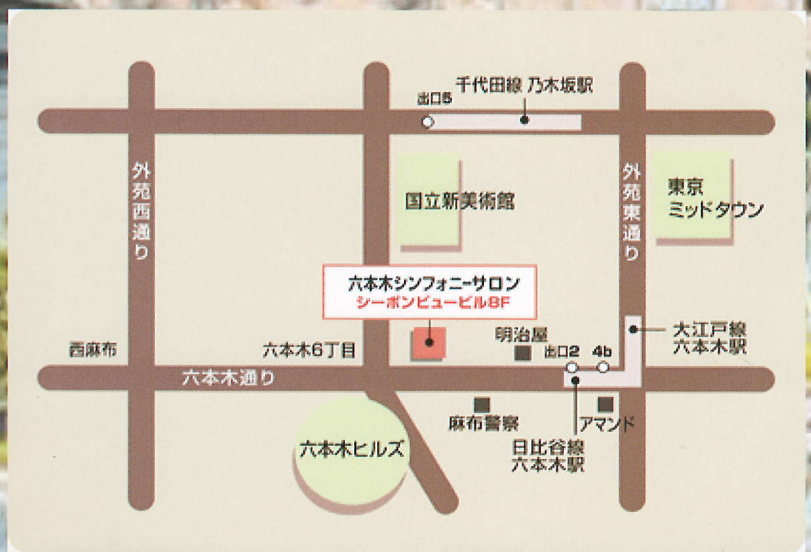 千代田線 乃木坂駅
出口5
外苑西通り
国立新美術館
外苑東通り
東京
ミッドタウン
六本木シンフォニーサロン
シーボンビュービル8F
西麻布
六本木6丁目
明治屋
出口2
4b
大江戸線
六本木駅
六本木通り
麻布警察
アマンド
六本木ヒルズ
日比谷線
六本木駅